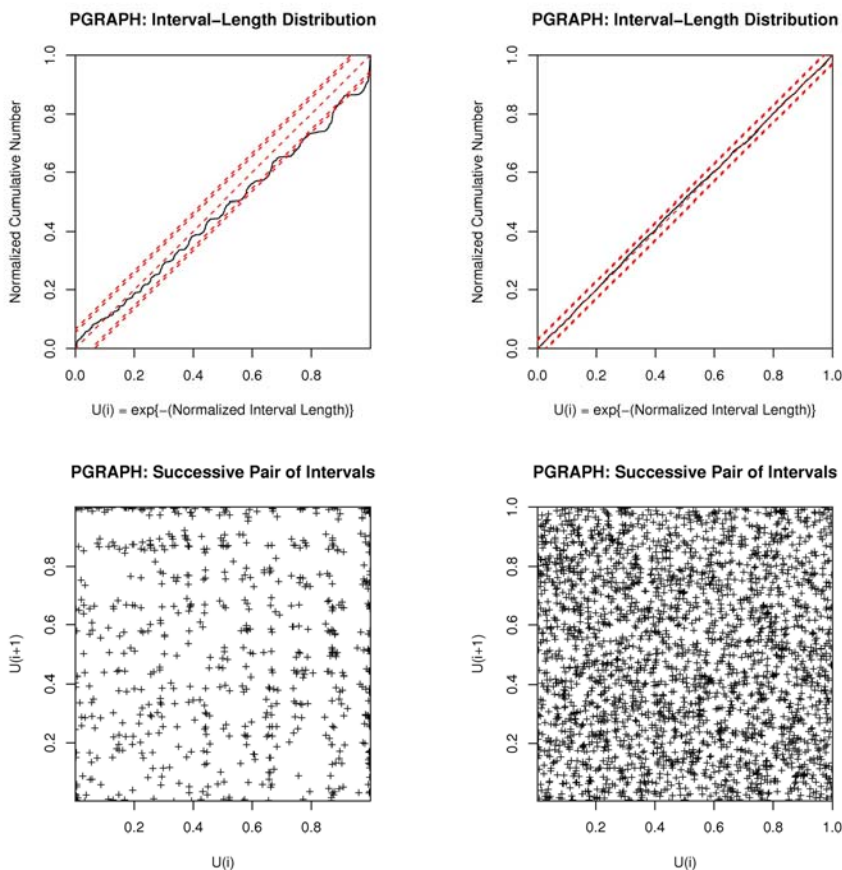 PGRAPH: Interval−Length Distribution
Normalized Cumulative Number
1.0
0.8
0.6
0.4
0.2
0.0
0.0 0.2 0.4 0.6 0.8
U(i) = exp{−(Normalized Interval Length)}
PGRAPH: Interval−Length Distribution
Normalized Cumulative Number
1.0
0.8
0.6
0.4
0.2
0.0
0.0 0.2 0.4 0.6 0.8 1.0
U(i) = exp{−(Normalized Interval Length)}
PGRAPH: Successive Pair of Intervals
U(i+1)
0.8
0.6
0.4
0.2
0.2 0.4 0.6 0.8
U(i)
PGRAPH: Successive Pair of Intervals
U(i+1)
1.0
0.8
0.6
0.4
0.2
0.2 0.4 0.6 0.8 1.0
U(i)